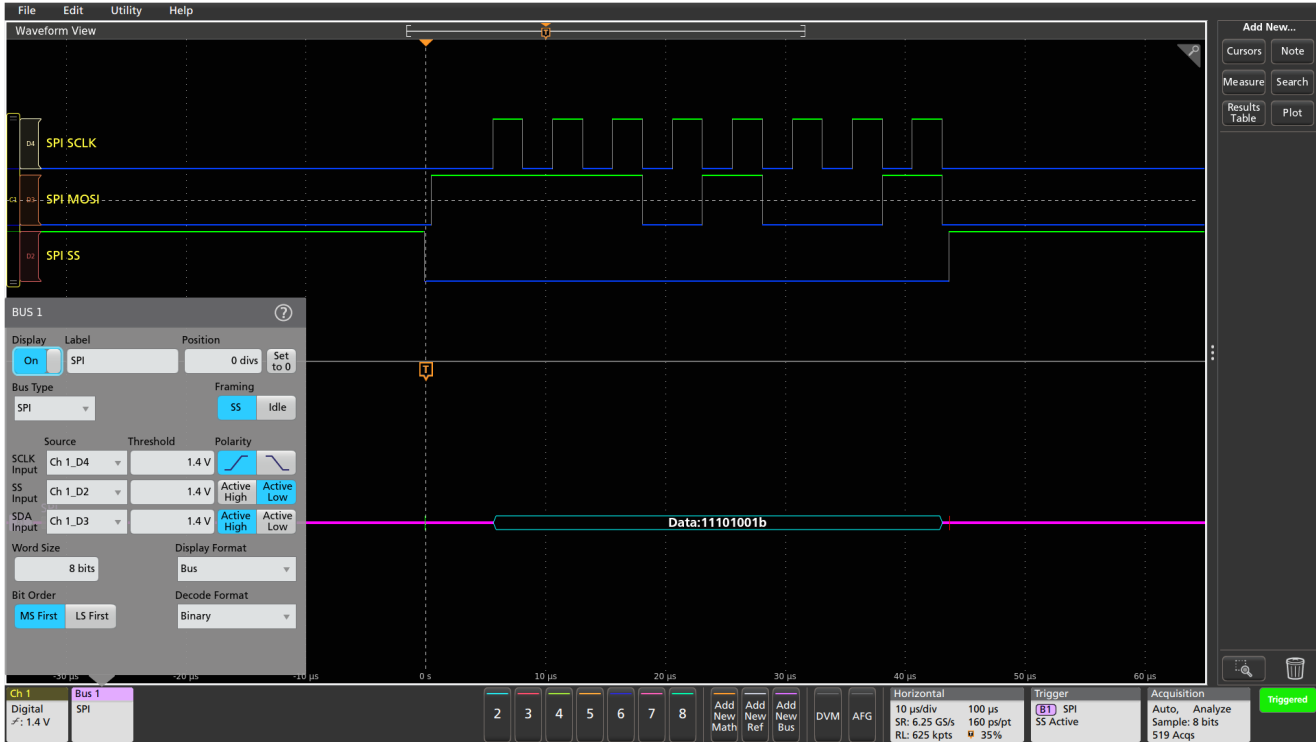 File Edit Utility Help
Waveform View
Add New...
Cursors Note
Measure Search
Results Table Plot
D4 SPI SCLK
C1 D3 SPI MOSI
D2 SPI SS
BUS 1 ?
Display Label Position
On SPI 0 divs Set to 0
Bus Type Framing
SPI SS Idle
Source Threshold Polarity
SCLK Input Ch 1_D4 1.4 V
SS Input Ch 1_D2 1.4 V Active High Active Low
SDA Input Ch 1_D3 1.4 V Active High Active Low
Data:11101001b
Word Size Display Format
8 bits Bus
Bit Order Decode Format
MS First LS First Binary
-30 µs -20 µs -10 µs 0 s 10 µs 20 µs 30 µs 40 µs 50 µs 60 µs
Ch 1
Digital
: 1.4 V
Bus 1
SPI
2 3 4 5 6 7 8
Add New Math
Add New Ref
Add New Bus
DVM AFG
Horizontal
10 µs/div 100 µs
SR: 6.25 GS/s 160 ps/pt
RL: 625 kpts 35%
Trigger
B1 SPI
SS Active
Acquisition
Auto, Analyze
Sample: 8 bits
519 Acqs
Triggered